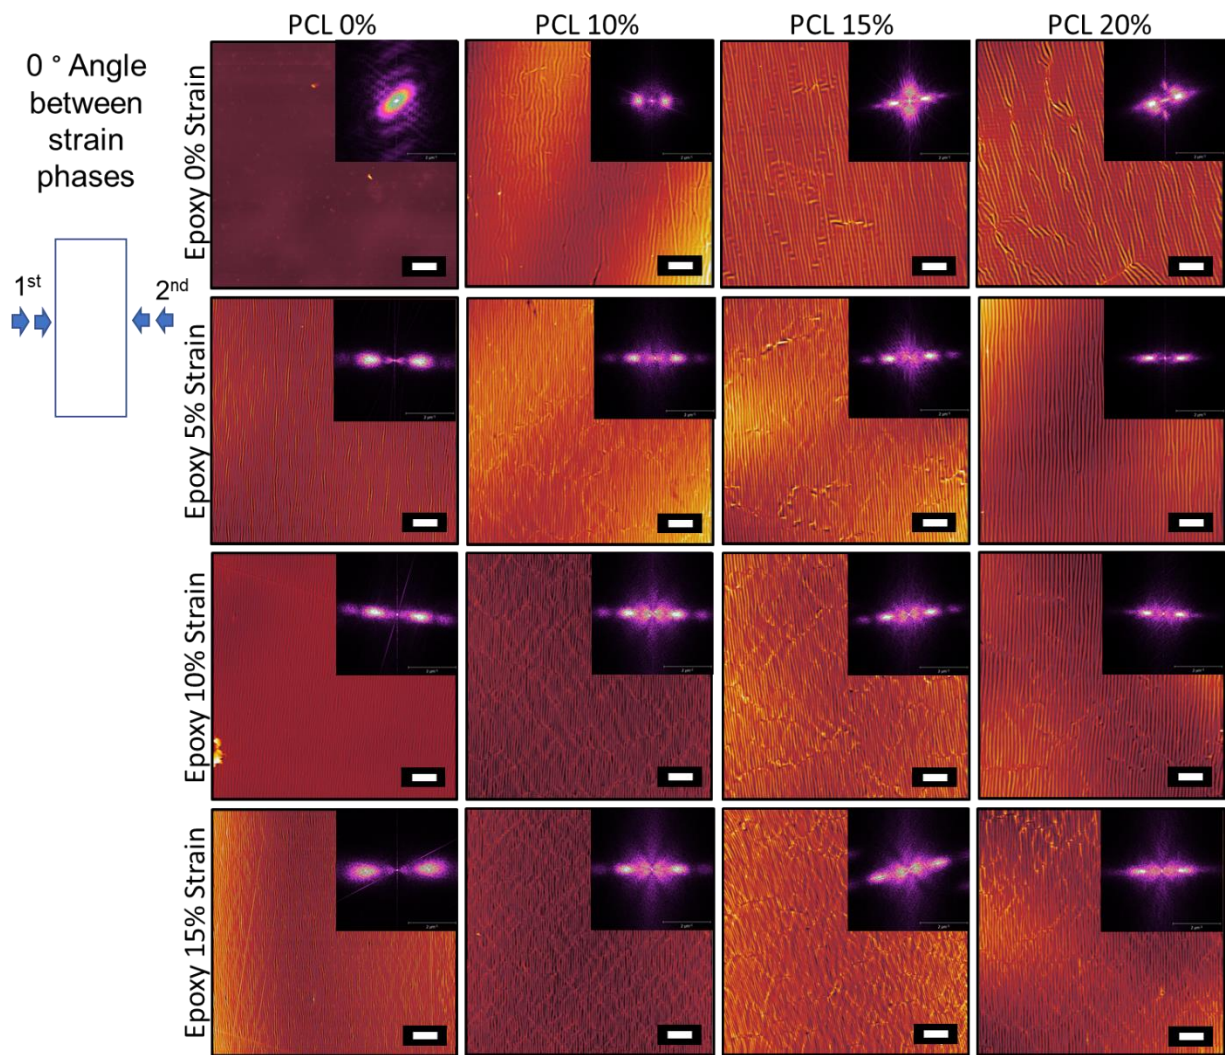 PCL 0%
PCL 10%
PCL 15%
PCL 20%
0 ° Angle
between
strain
phases
1st
2nd
Epoxy 0% Strain
Epoxy 5% Strain
Epoxy 10% Strain
Epoxy 15% Strain